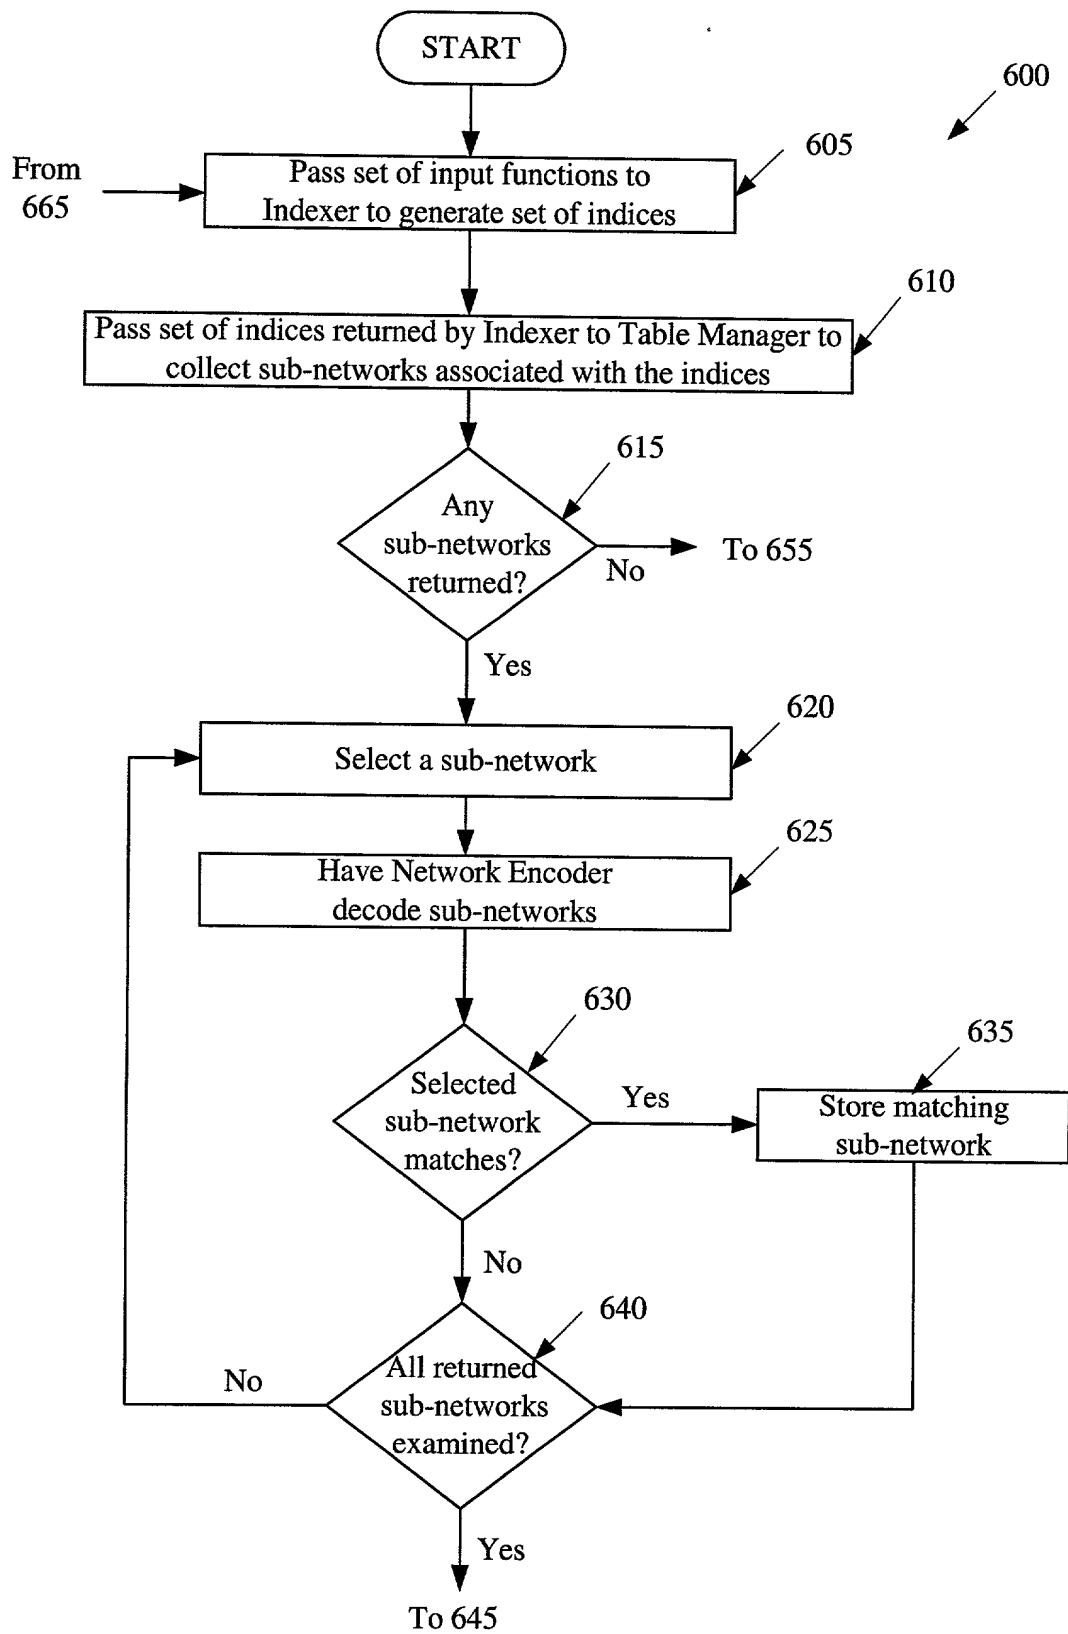 START
600
605
From
665
Pass set of input functions to
Indexer to generate set of indices
610
Pass set of indices returned by Indexer to Table Manager to
collect sub-networks associated with the indices
615
Any
sub-networks
returned?
No
To 655
Yes
620
Select a sub-network
625
Have Network Encoder
decode sub-networks
630
635
Selected
sub-network
matches?
Yes
Store matching
sub-network
No
640
All returned
sub-networks
examined?
No
Yes
To 645